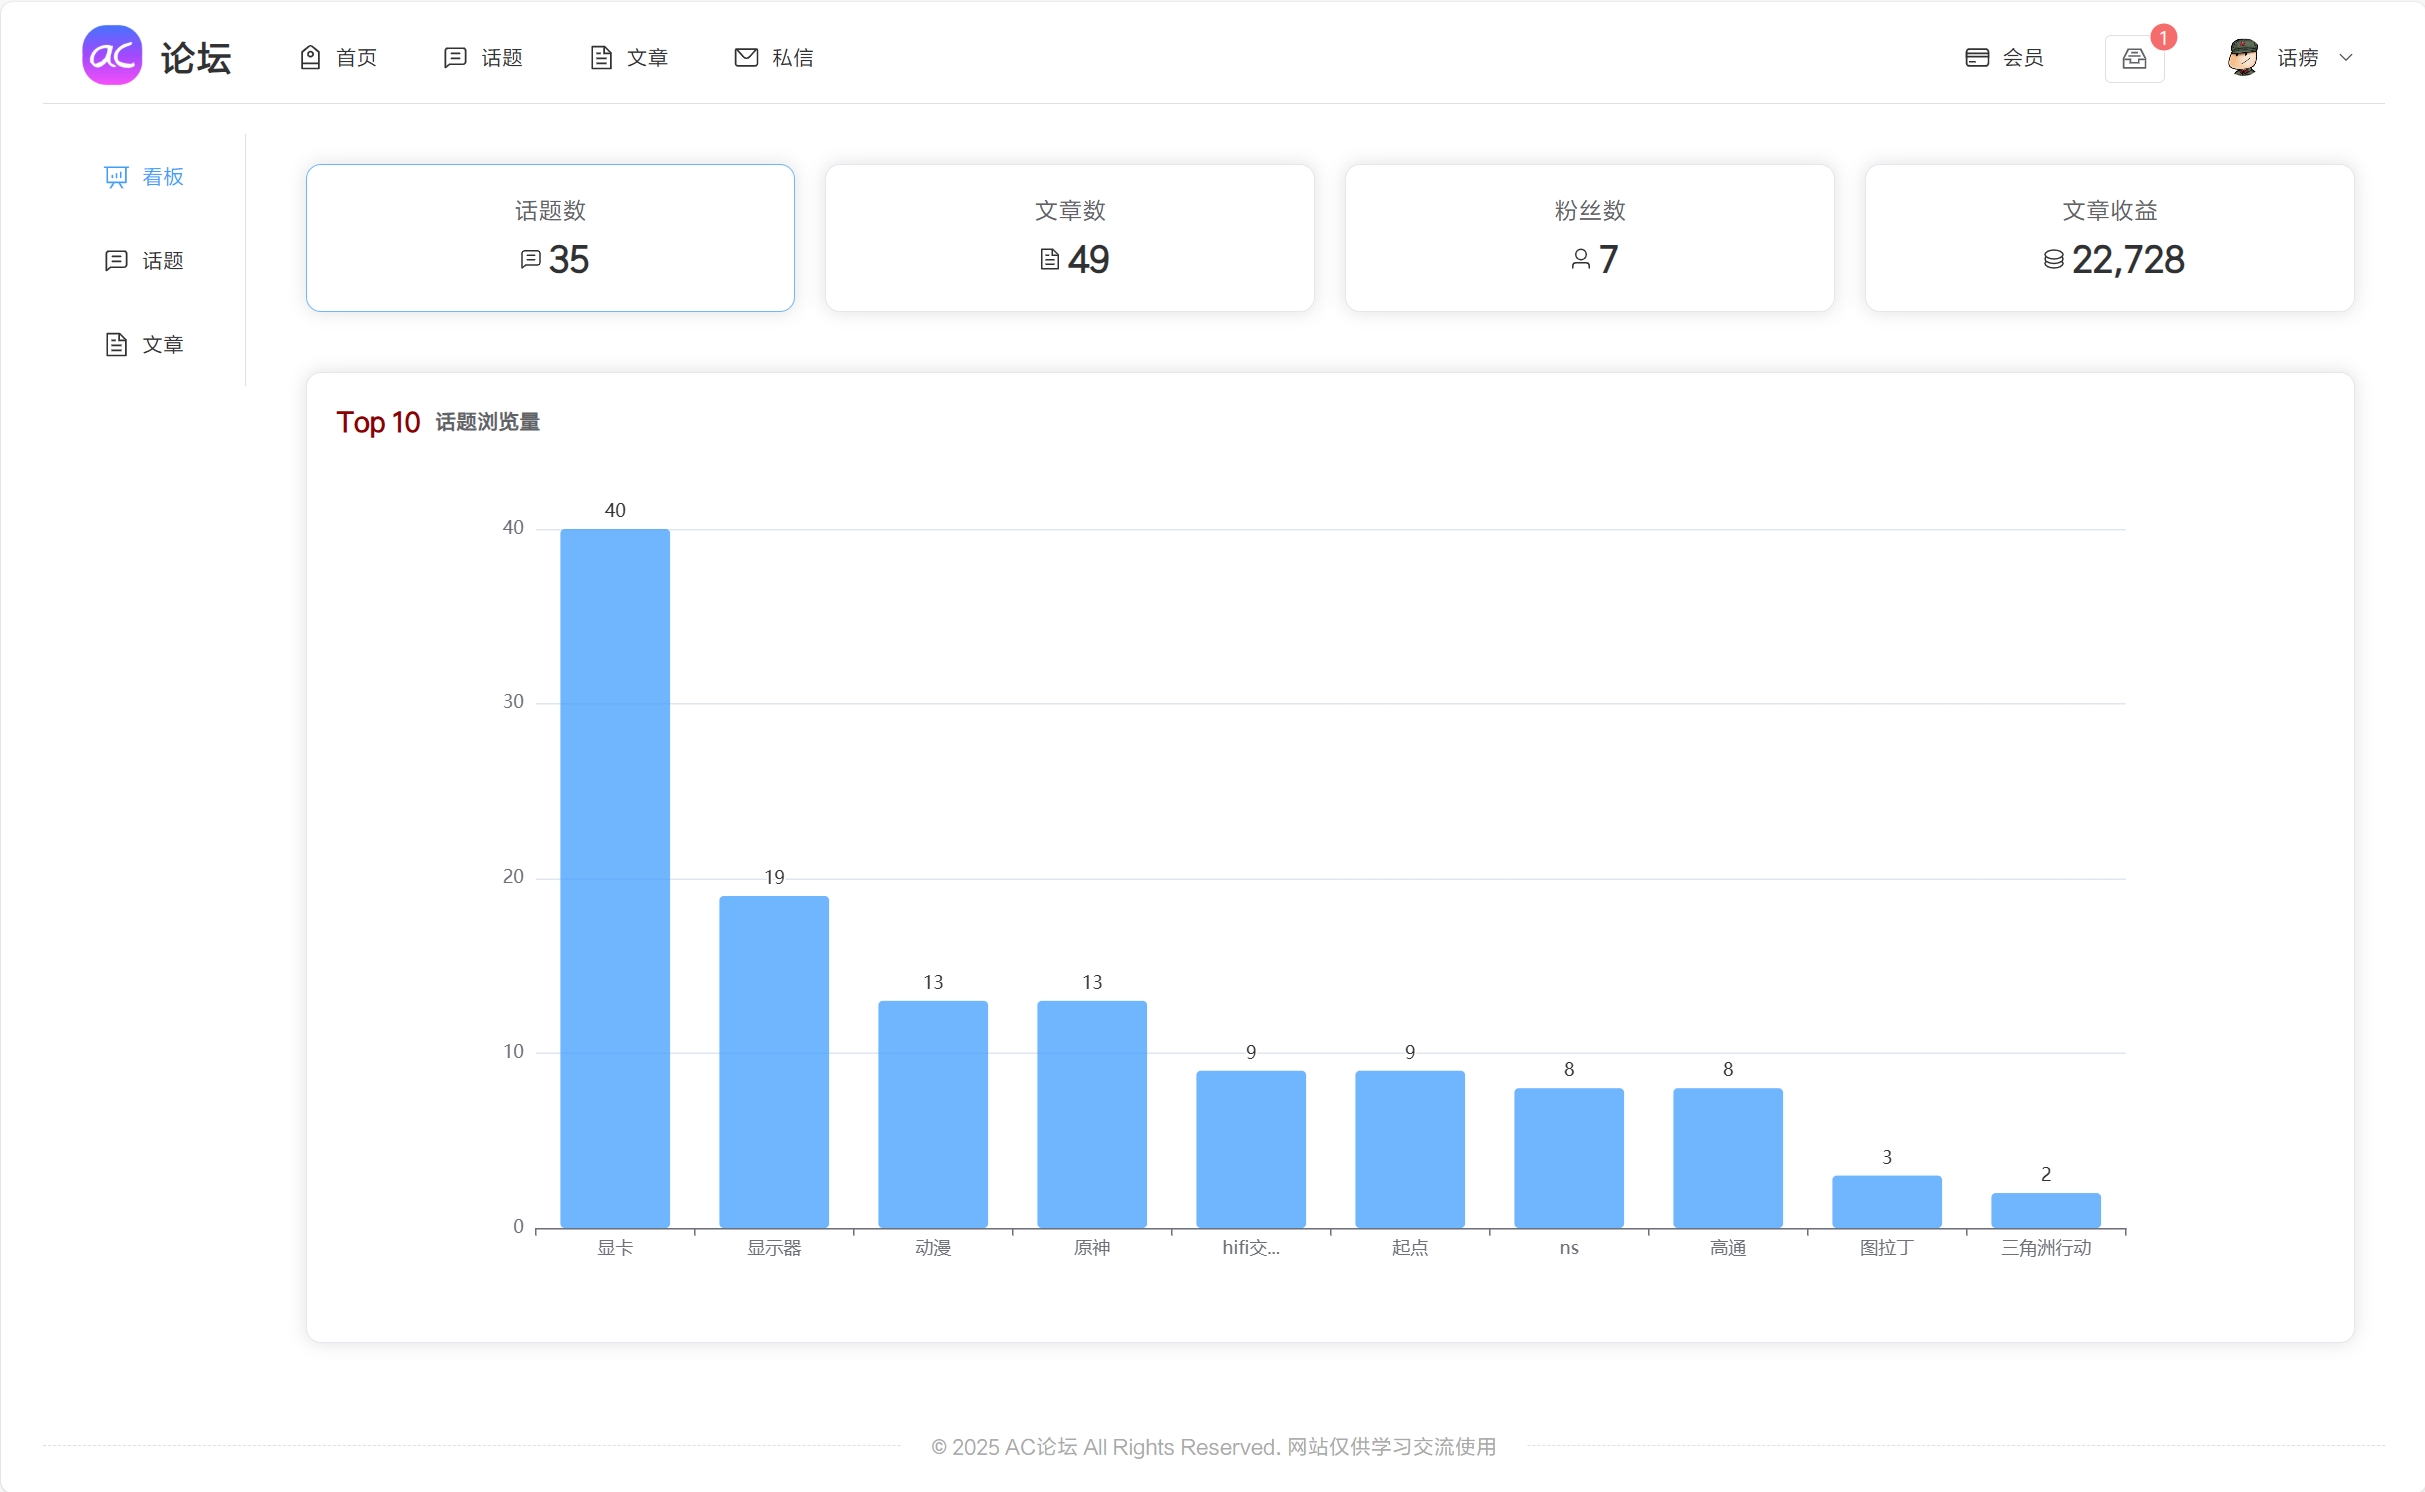 ac 论坛 首页 话题 文章 私信 会员 1 话痨
看板
话题
文章
话题数
35
文章数
49
粉丝数
7
文章收益
22,728
Top 10 话题浏览量
40
30
20
10
0
40
19
13
13
9
9
8
8
3
2
显卡 显示器 动漫 原神 hifi交... 起点 ns 高通 图拉丁 三角洲行动
© 2025 AC论坛 All Rights Reserved. 网站仅供学习交流使用